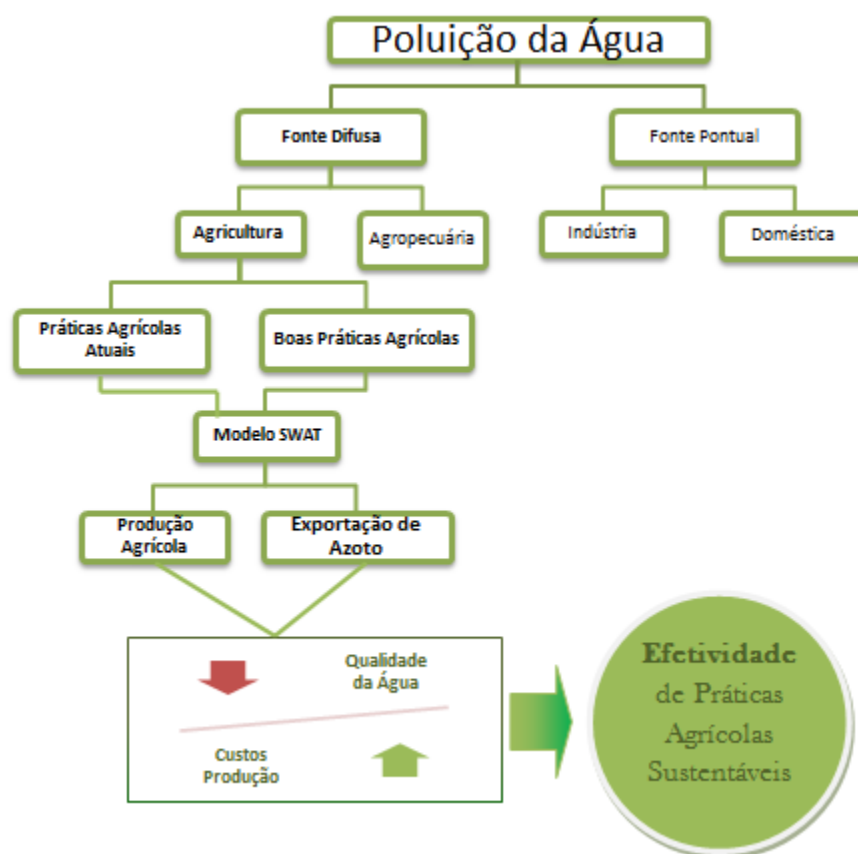 Poluição da Água
Fonte Difusa
Fonte Pontual
Agricultura
Agropecuária
Indústria
Doméstica
Práticas Agrícolas
Atuais
Boas Práticas Agrícolas
Modelo SWAT
Produção
Agrícola
Exportação de
Azoto
Qualidade
da Água
Custos
Produção
Efetividade
de Práticas
Agrícolas
Sustentáveis